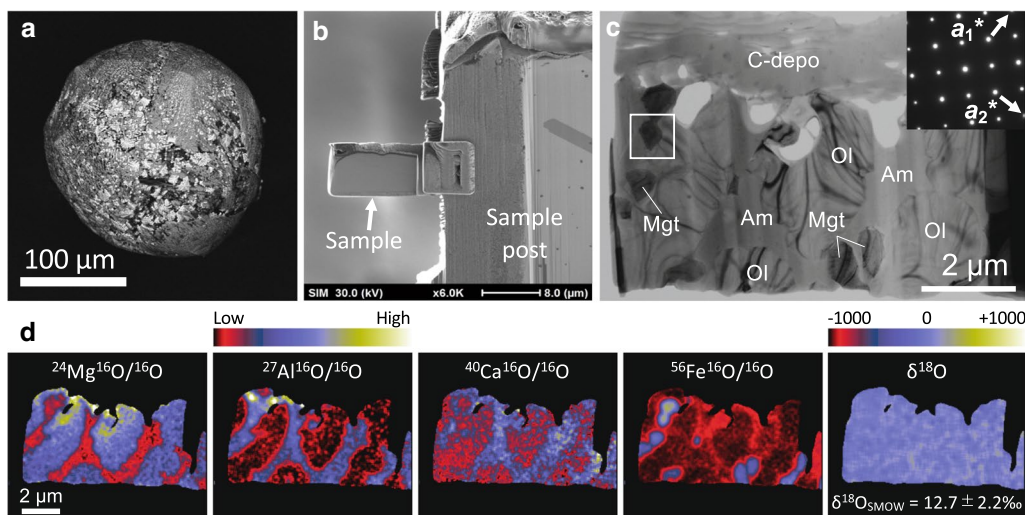 a
100 μm
b
Sample
Sample
post
SIM 30.0 (kV) x6.0K 8.0 (μm)
c
C-depo
a₁*
a₂*
Ol
Am
Mgt
Am
Mgt
Ol
Ol
2 μm
d
Low High
-1000 0 +1000
²⁴Mg¹⁶O/¹⁶O
²⁷Al¹⁶O/¹⁶O
⁴⁰Ca¹⁶O/¹⁶O
⁵⁶Fe¹⁶O/¹⁶O
δ¹⁸O
2 μm
δ¹⁸O_SMOW = 12.7 ± 2.2‰